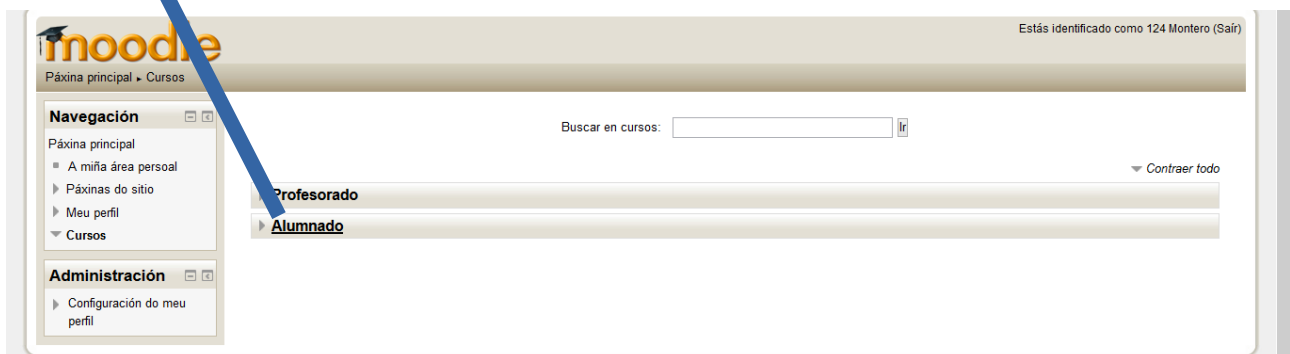 moodle
Estás identificado como 124 Montero (Saír)
Páxina principal ► Cursos
Navegación
Páxina principal
A miña área persoal
Páxinas do sitio
Meu perfil
Cursos
Administración
Configuración do meu
perfil
Buscar en cursos:
Ir
Contraer todo
Profesorado
Alumnado